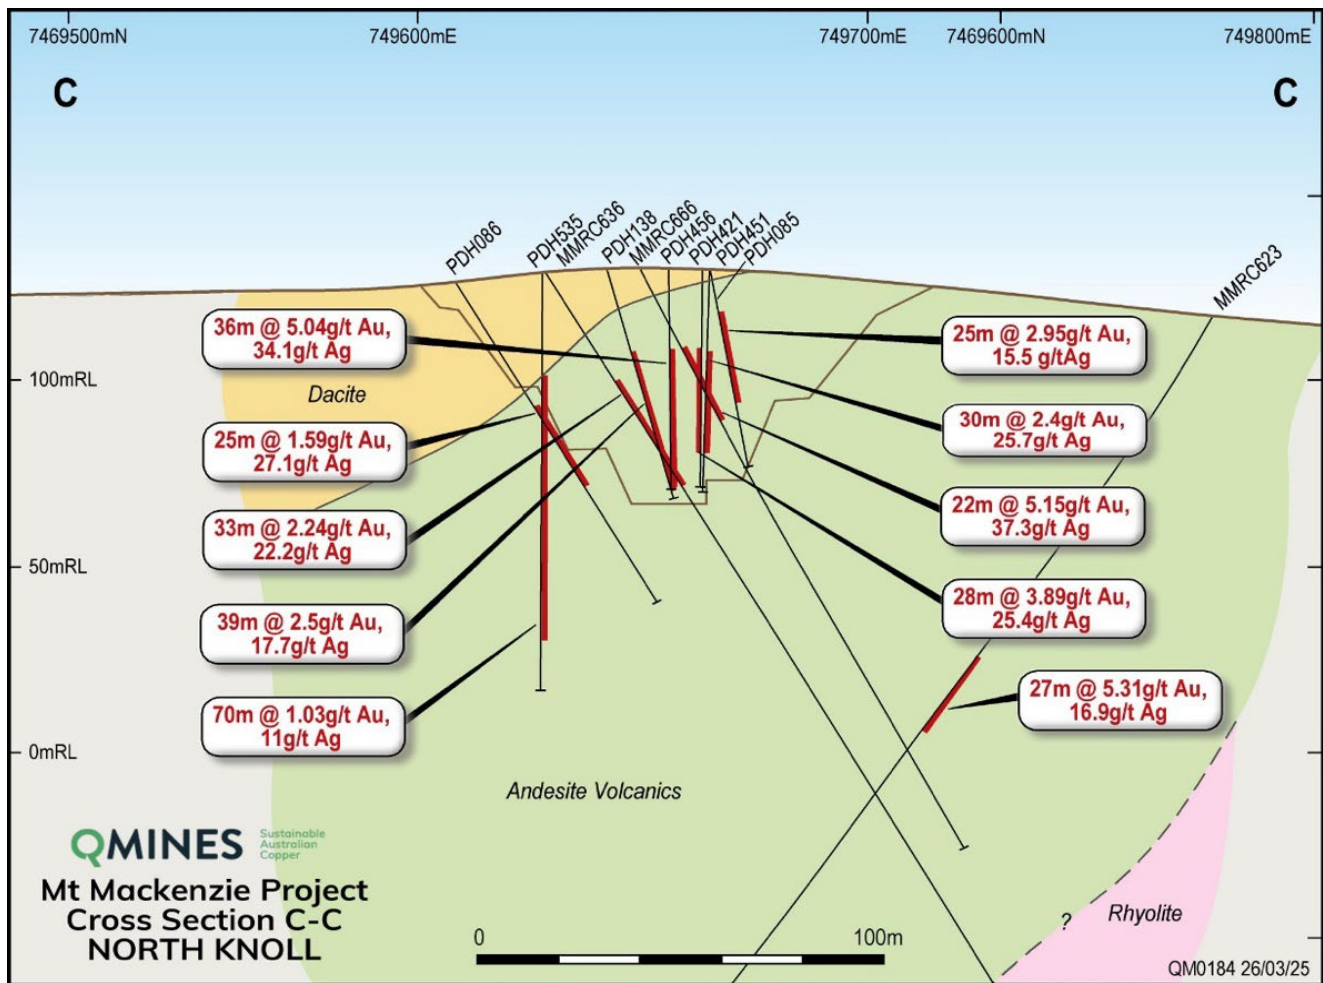 7469500mN
749600mE
749700mE
7469600mN
749800mE
C
C
PDH086
PDH535
MMRC636
PDH138
MMRC666
PDH456
PDH421
PDH451
PDH085
MMRC623
36m @ 5.04g/t Au,
34.1g/t Ag
25m @ 2.95g/t Au,
15.5 g/tAg
100mRL
Dacite
25m @ 1.59g/t Au,
27.1g/t Ag
30m @ 2.4g/t Au,
25.7g/t Ag
33m @ 2.24g/t Au,
22.2g/t Ag
22m @ 5.15g/t Au,
37.3g/t Ag
50mRL
39m @ 2.5g/t Au,
17.7g/t Ag
28m @ 3.89g/t Au,
25.4g/t Ag
70m @ 1.03g/t Au,
11g/t Ag
27m @ 5.31g/t Au,
16.9g/t Ag
0mRL
Andesite Volcanics
QMINES
Sustainable
Australian
Copper
Mt Mackenzie Project
Cross Section C-C
NORTH KNOLL
0
100m
?
Rhyolite
QM0184 26/03/25